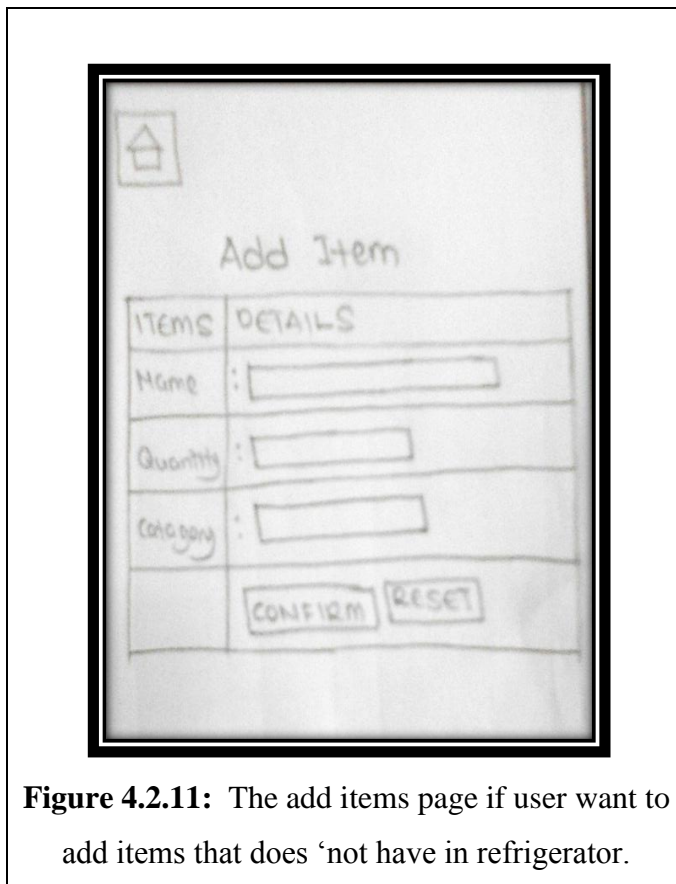 Add Item
ITEMS DETAILS
Name :
Quantity :
Catagory :
CONFIRM RESET
Figure 4.2.11: The add items page if user want to
add items that does ‘not have in refrigerator.